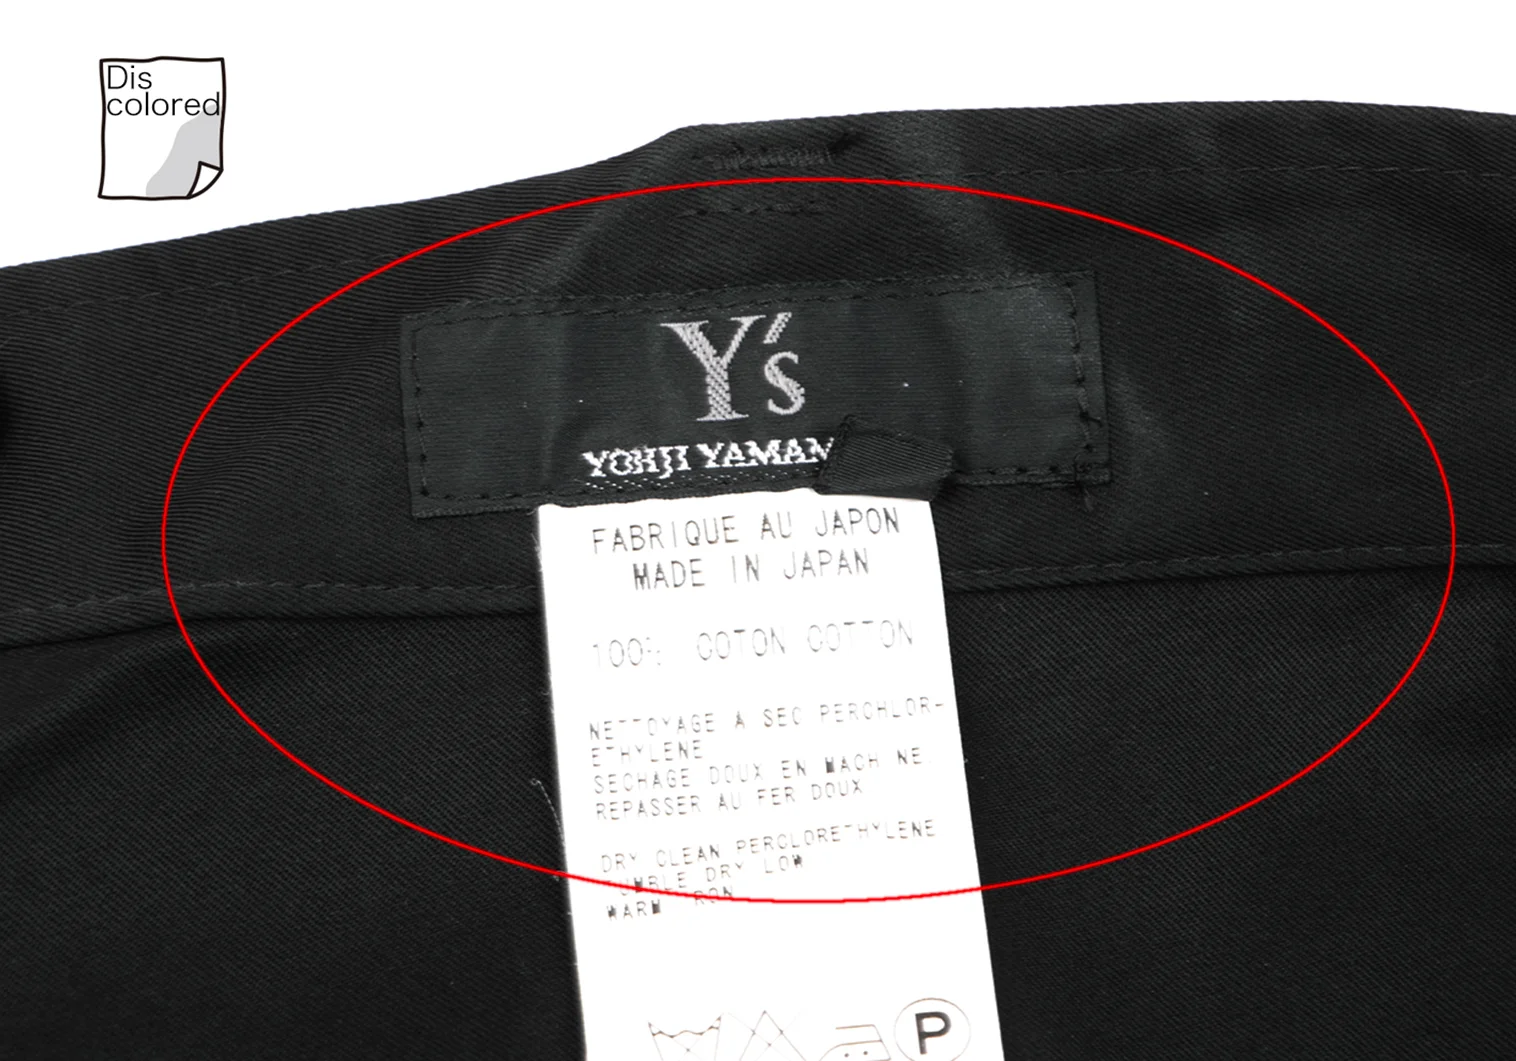 Dis
colored
Y's
YOHJI YAMAM
FABRIQUE AU JAPON
MADE IN JAPAN
100% COTON COTTON
NETTOYAGE A SEC PERCHLOR-
ETHYLENE
SECHAGE DOUX EN MACHINE.
REPASSER AU FER DOUX
DRY CLEAN PERCLORETHYLENE
TUMBLE DRY LOW
WARM IRON
P